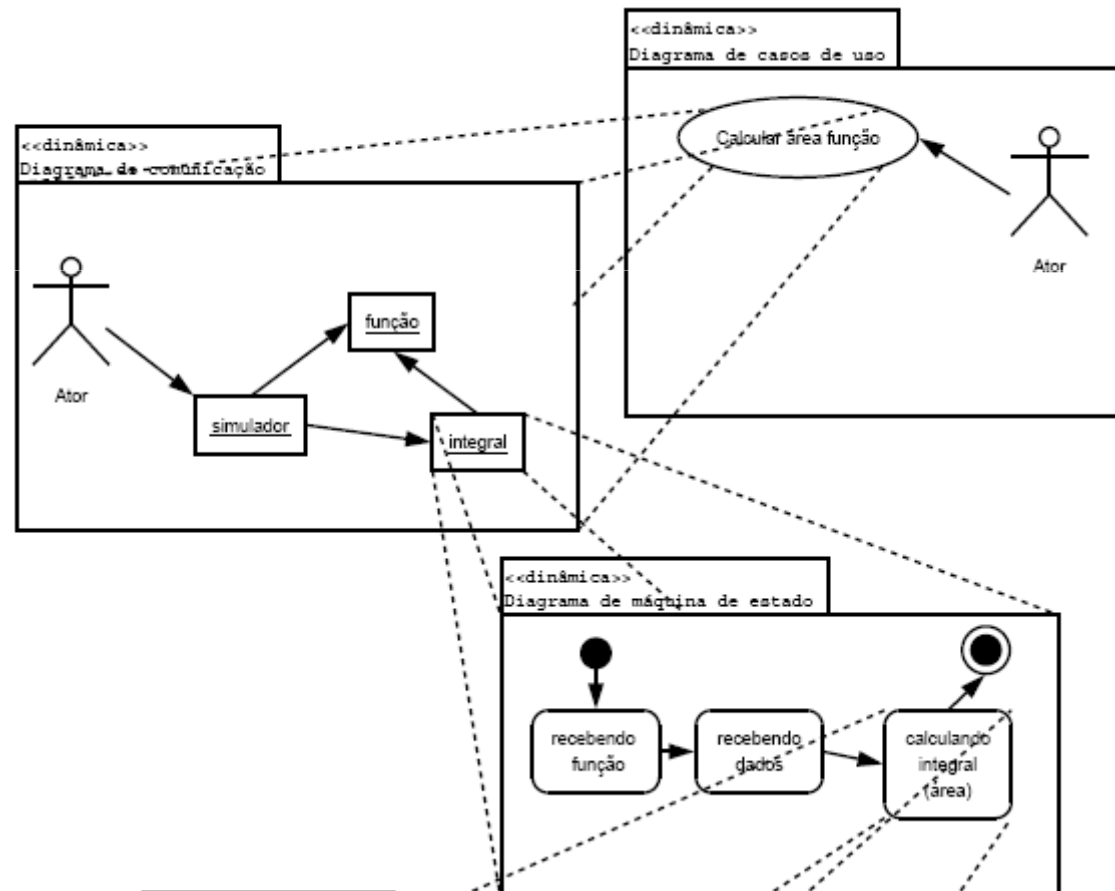 <<dinâmica>>
Diagrama de casos de uso
Calcular área função
Ator
<<dinâmica>>
Diagrama de comunicação
Ator
função
simulador
integral
<<dinâmica>>
Diagrama de máquina de estado
recebendo
função
recebendo
dados
calculando
integral
(área)